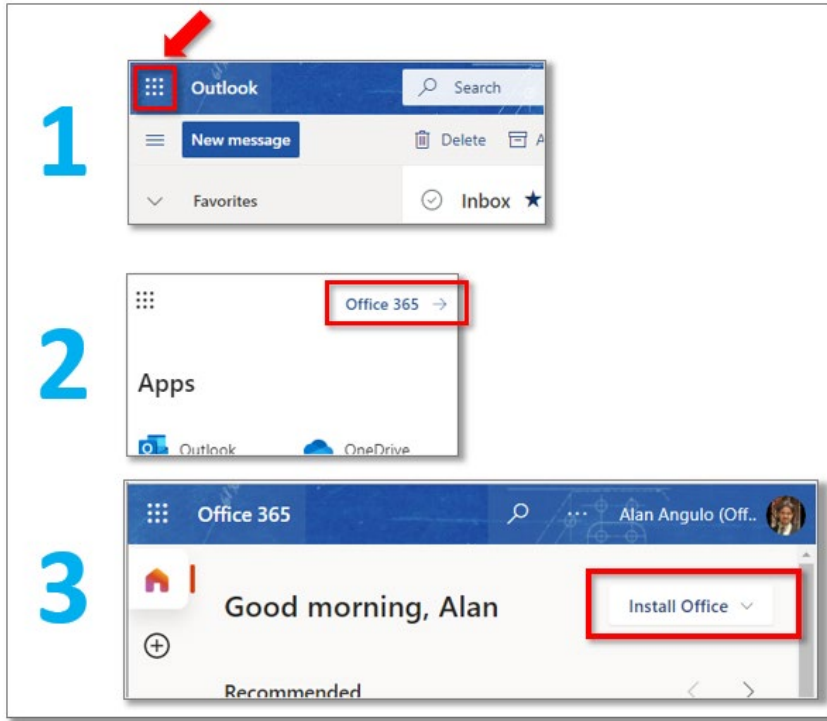 1
Outlook
Search
New message
Delete
A
Favorites
Inbox
2
Office 365
Apps
Outlook
OneDrive
3
Office 365
Alan Angulo (Off..
Good morning, Alan
Install Office
Recommended